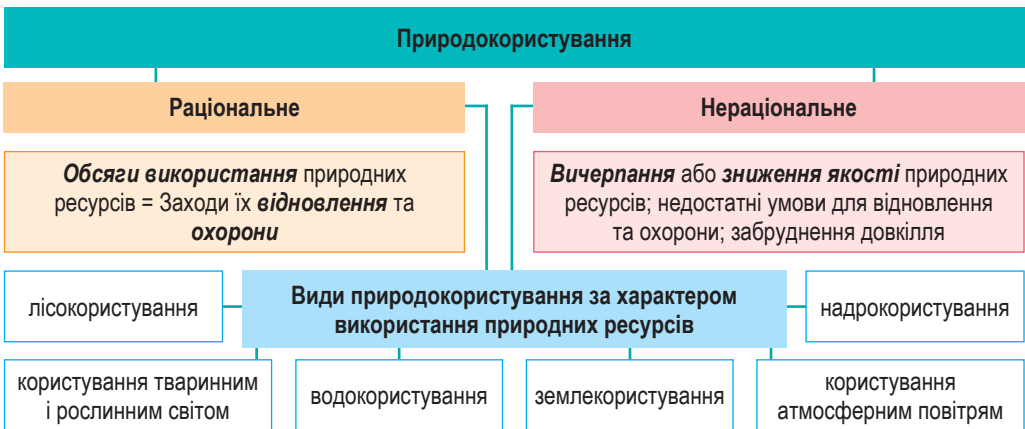 Природокористування
Раціональне
Нераціональне
Обсяги використання природних
ресурсів = Заходи їх відновлення та
охорони
Вичерпання або зниження якості природних
ресурсів; недостатні умови для відновлення
та охорони; забруднення довкілля
лісокористування
Види природокористування за характером
використання природних ресурсів
надрокористування
користування тваринним
і рослинним світом
водокористування
землекористування
користування
атмосферним повітрям